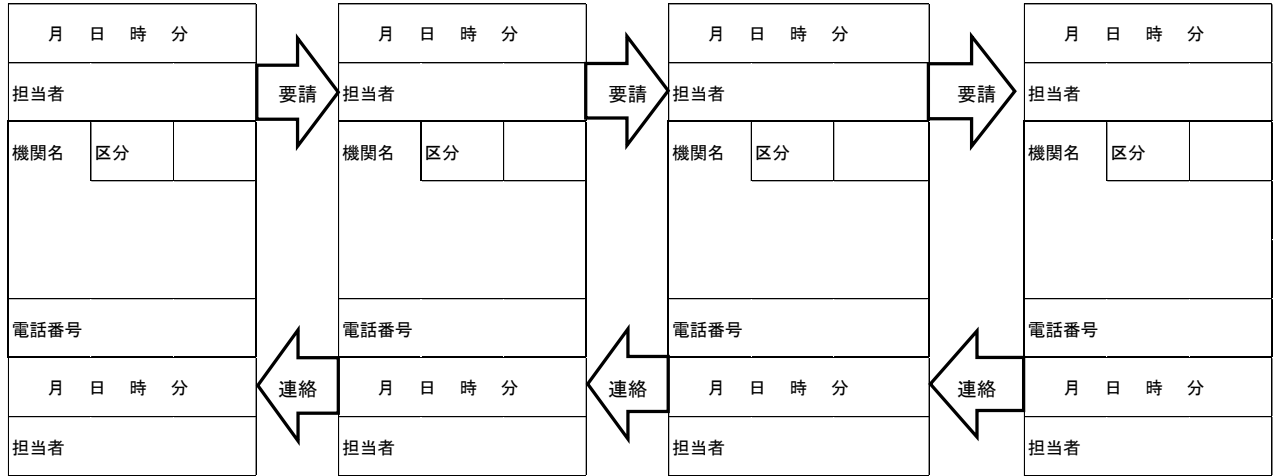 月 日 時 分 月 日 時 分 月 日 時 分 月 日 時 分
担当者 要請 担当者 要請 担当者 要請 担当者
機関名 区分 機関名 区分 機関名 区分 機関名 区分
電話番号 電話番号 電話番号 電話番号
月 日 時 分 連絡 月 日 時 分 連絡 月 日 時 分 連絡 月 日 時 分
担当者 担当者 担当者 担当者